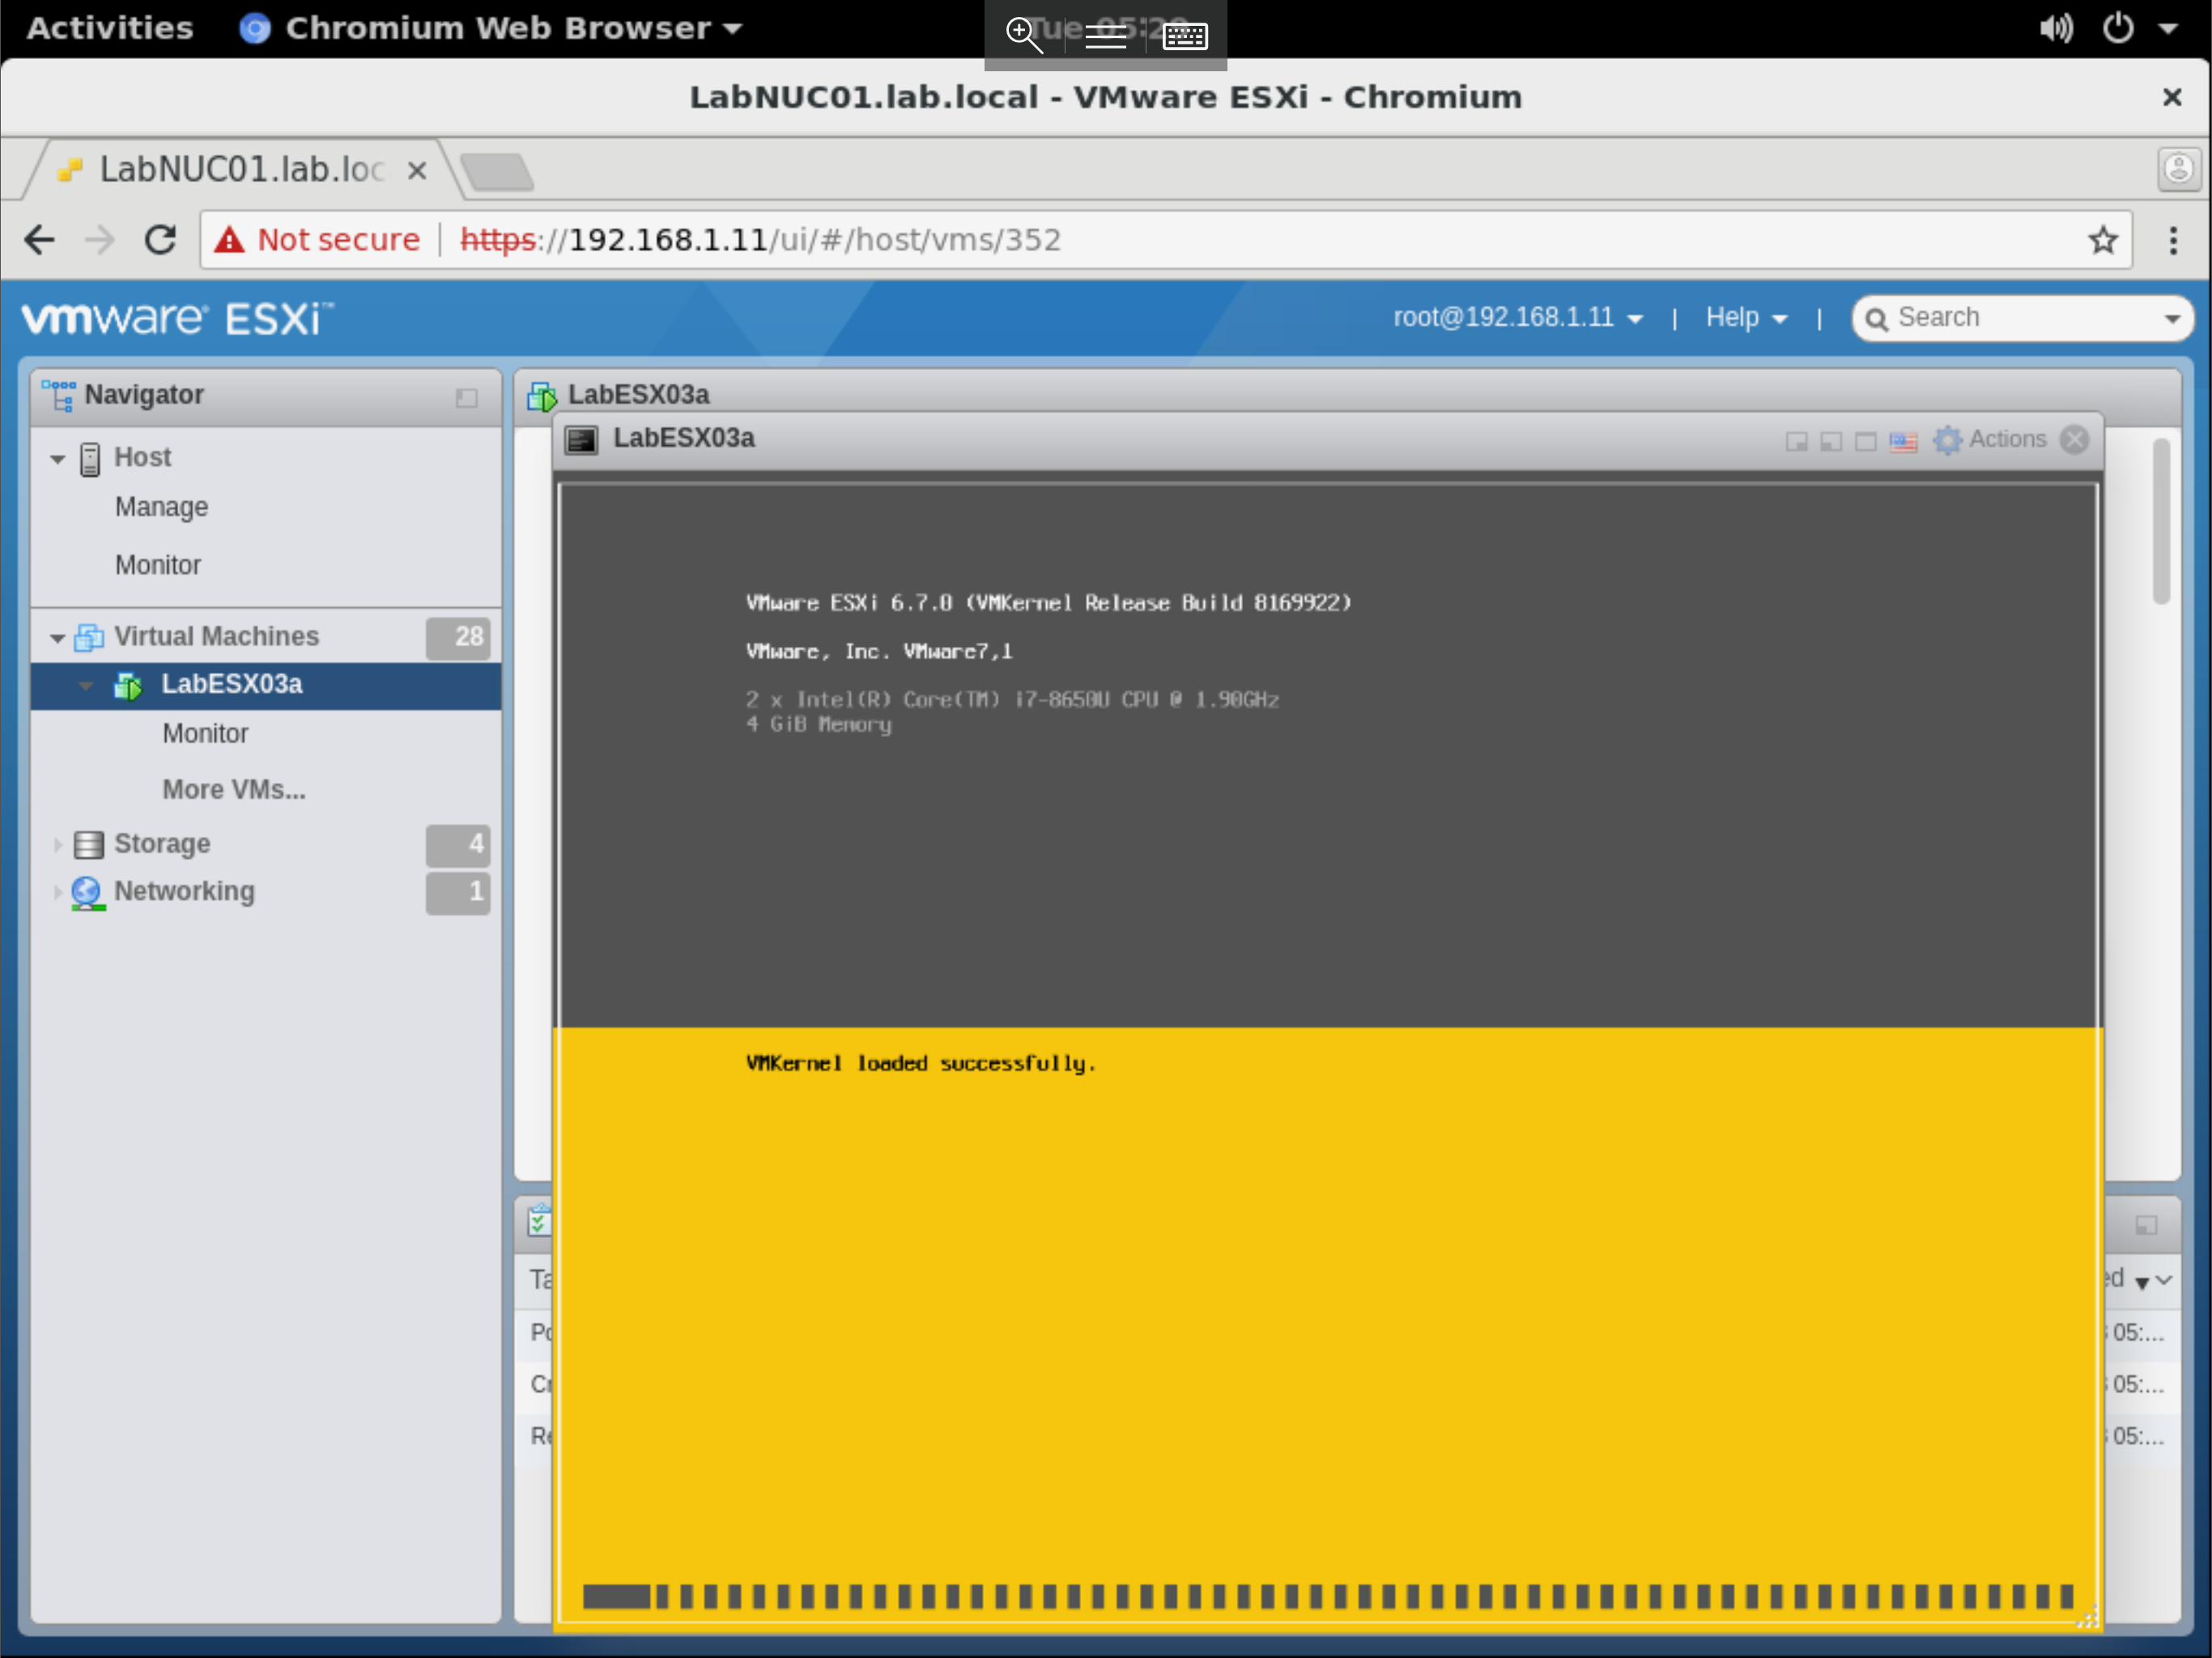 Activities
Chromium Web Browser
Tue 05:2
LabNUC01.lab.local - VMware ESXi - Chromium
LabNUC01.lab.loc
Not secure
https://192.168.1.11/ui/#/host/vms/352
vmware ESXi™
root@192.168.1.11 | Help |
Search
Navigator
Host
Manage
Monitor
Virtual Machines 28
LabESX03a
Monitor
More VMs...
Storage 4
Networking 1
LabESX03a
LabESX03a
Actions
VMware ESXi 6.7.0 (VMKernel Release Build 8169922)
VMware, Inc. VMware7,1
2 x Intel(R) Core(TM) i7-8650U CPU @ 1.90GHz
4 GiB Memory
VMKernel loaded successfully.
Ta
ed
Po
05:...
Cr
05:...
Re
05:...